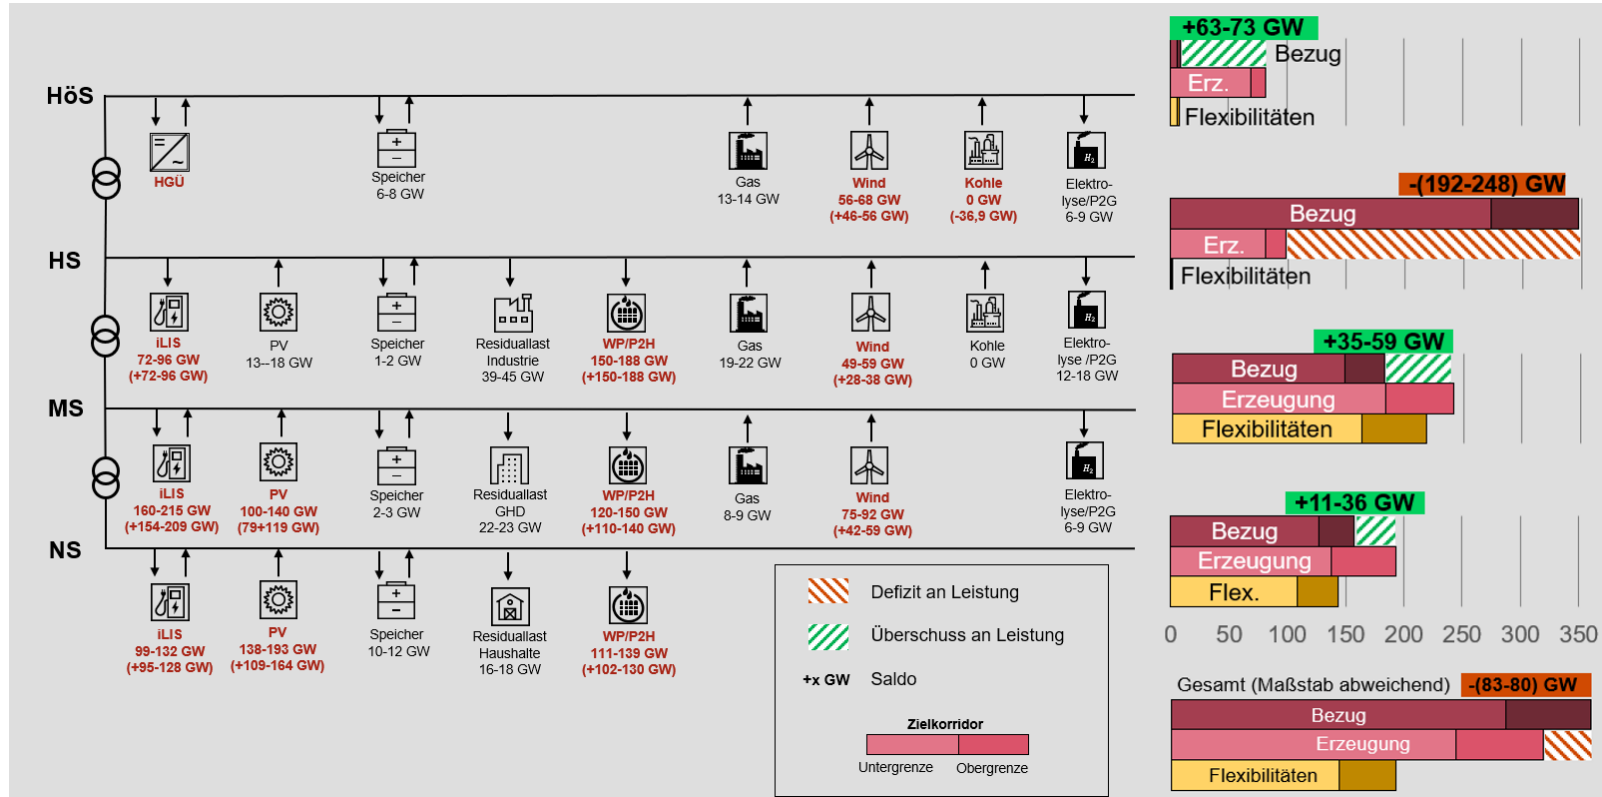 HöS
HGÜ
Speicher
6-8 GW
Gas
13-14 GW
Wind
56-68 GW
(+46-56 GW)
Kohle
0 GW
(-36,9 GW)
H2
Elektro-
lyse/P2G
6-9 GW
HS
iLIS
72-96 GW
(+72-96 GW)
PV
13--18 GW
Speicher
1-2 GW
Residuallast
Industrie
39-45 GW
WP/P2H
150-188 GW
(+150-188 GW)
Gas
19-22 GW
Wind
49-59 GW
(+28-38 GW)
Kohle
0 GW
H2
Elektro-
lyse /P2G
12-18 GW
MS
iLIS
160-215 GW
(+154-209 GW)
PV
100-140 GW
(79+119 GW)
Speicher
2-3 GW
Residuallast
GHD
22-23 GW
WP/P2H
120-150 GW
(+110-140 GW)
Gas
8-9 GW
Wind
75-92 GW
(+42-59 GW)
H2
Elektro-
lyse/P2G
6-9 GW
NS
iLIS
99-132 GW
(+95-128 GW)
PV
138-193 GW
(+109-164 GW)
Speicher
10-12 GW
Residuallast
Haushalte
16-18 GW
WP/P2H
111-139 GW
(+102-130 GW)
Defizit an Leistung
Überschuss an Leistung
+x GW Saldo
Zielkorridor
Untergrenze Obergrenze
+63-73 GW
Bezug
Erz.
Flexibilitäten
-(192-248) GW
Bezug
Erz.
Flexibilitäten
+35-59 GW
Bezug
Erzeugung
Flexibilitäten
+11-36 GW
Bezug
Erzeugung
Flex.
0 50 100 150 200 250 300 350
Gesamt (Maßstab abweichend) -(83-80) GW
Bezug
Erzeugung
Flexibilitäten